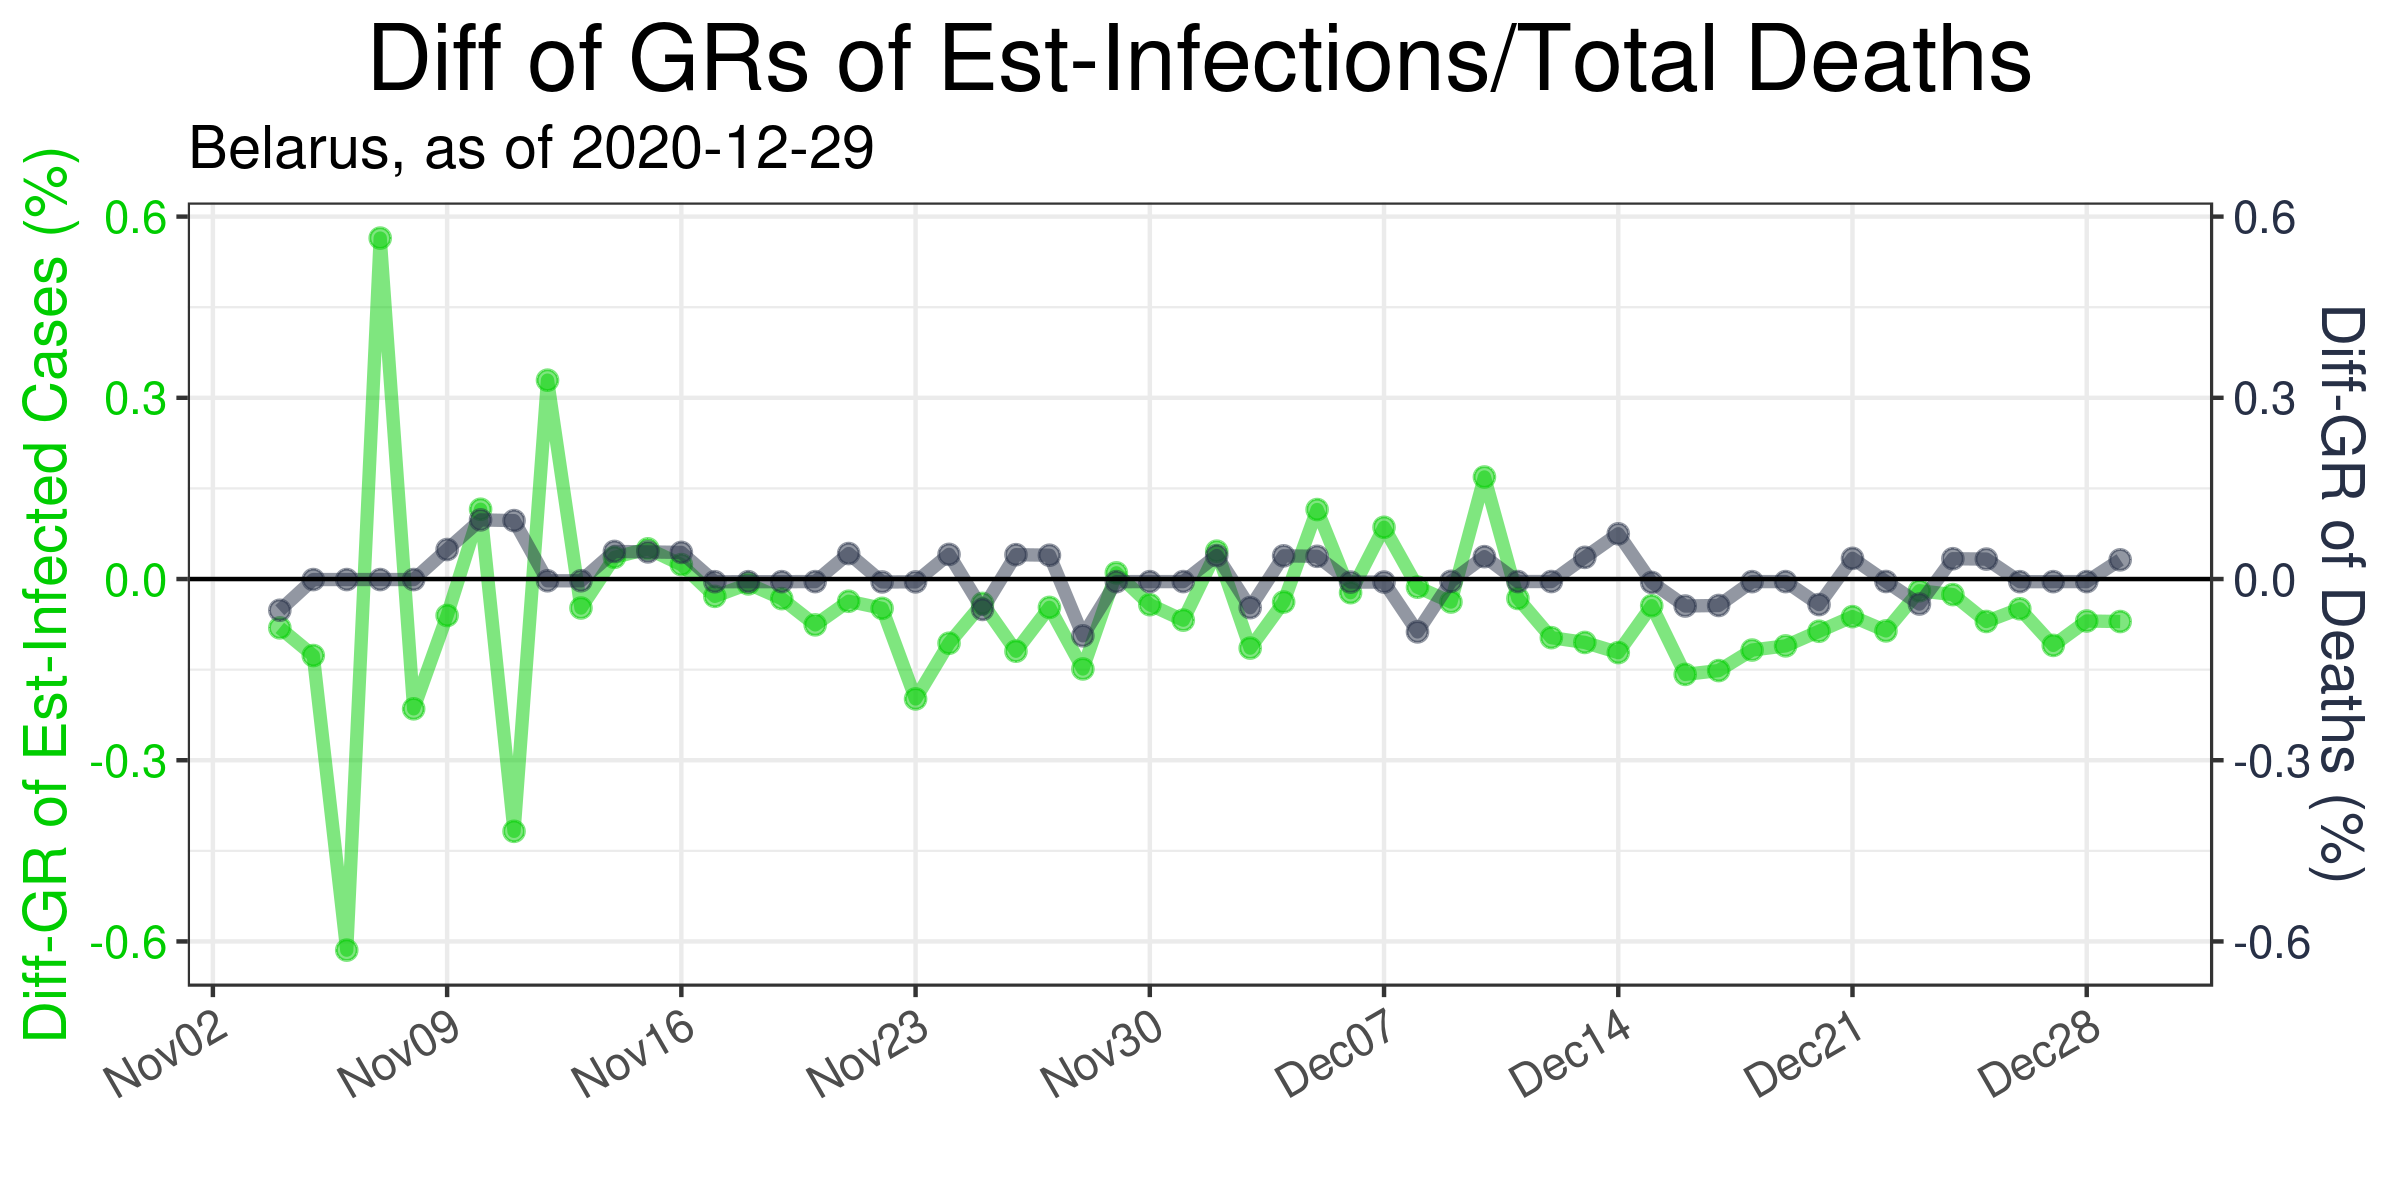 Diff of GRs of Est-Infections/Total Deaths
Belarus, as of 2020-12-29
Diff-GR of Est-Infected Cases (%)
0.6
0.3
0.0
-0.3
-0.6
0.6
0.3
0.0
-0.3
-0.6
Diff-GR of Deaths (%)
Nov02
Nov09
Nov16
Nov23
Nov30
Dec07
Dec14
Dec21
Dec28